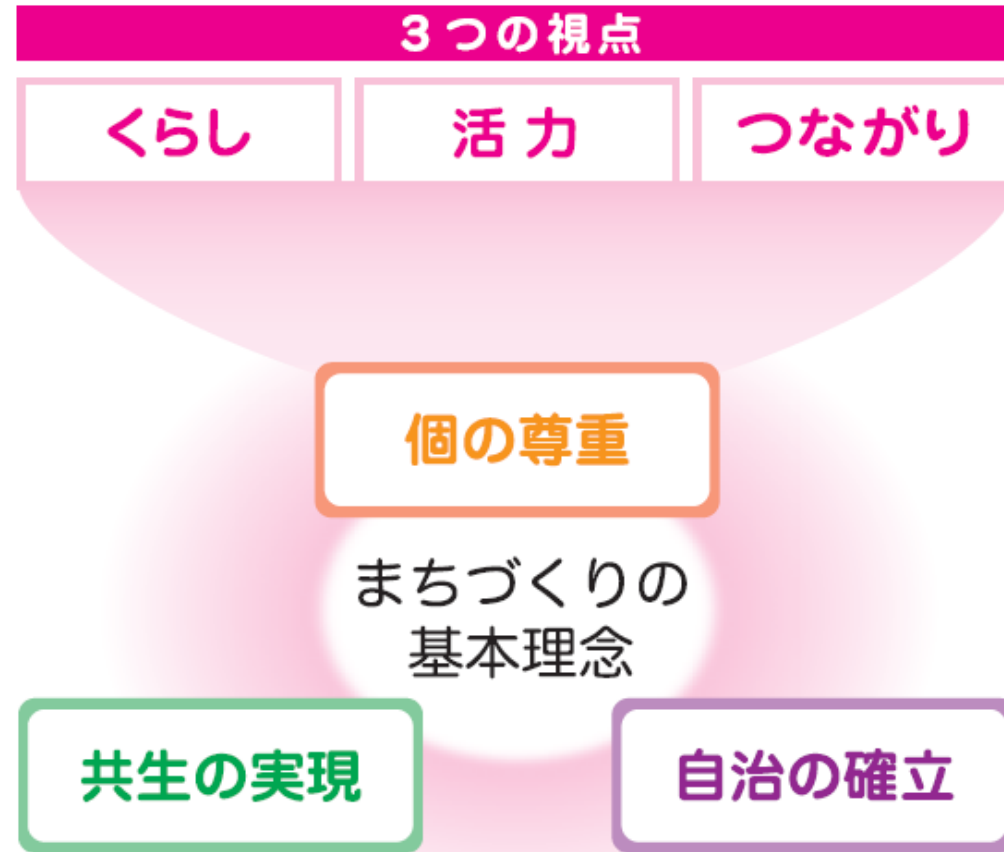 3つの視点
くらし
活力
つながり
個の尊重
まちづくりの
基本理念
共生の実現
自治の確立